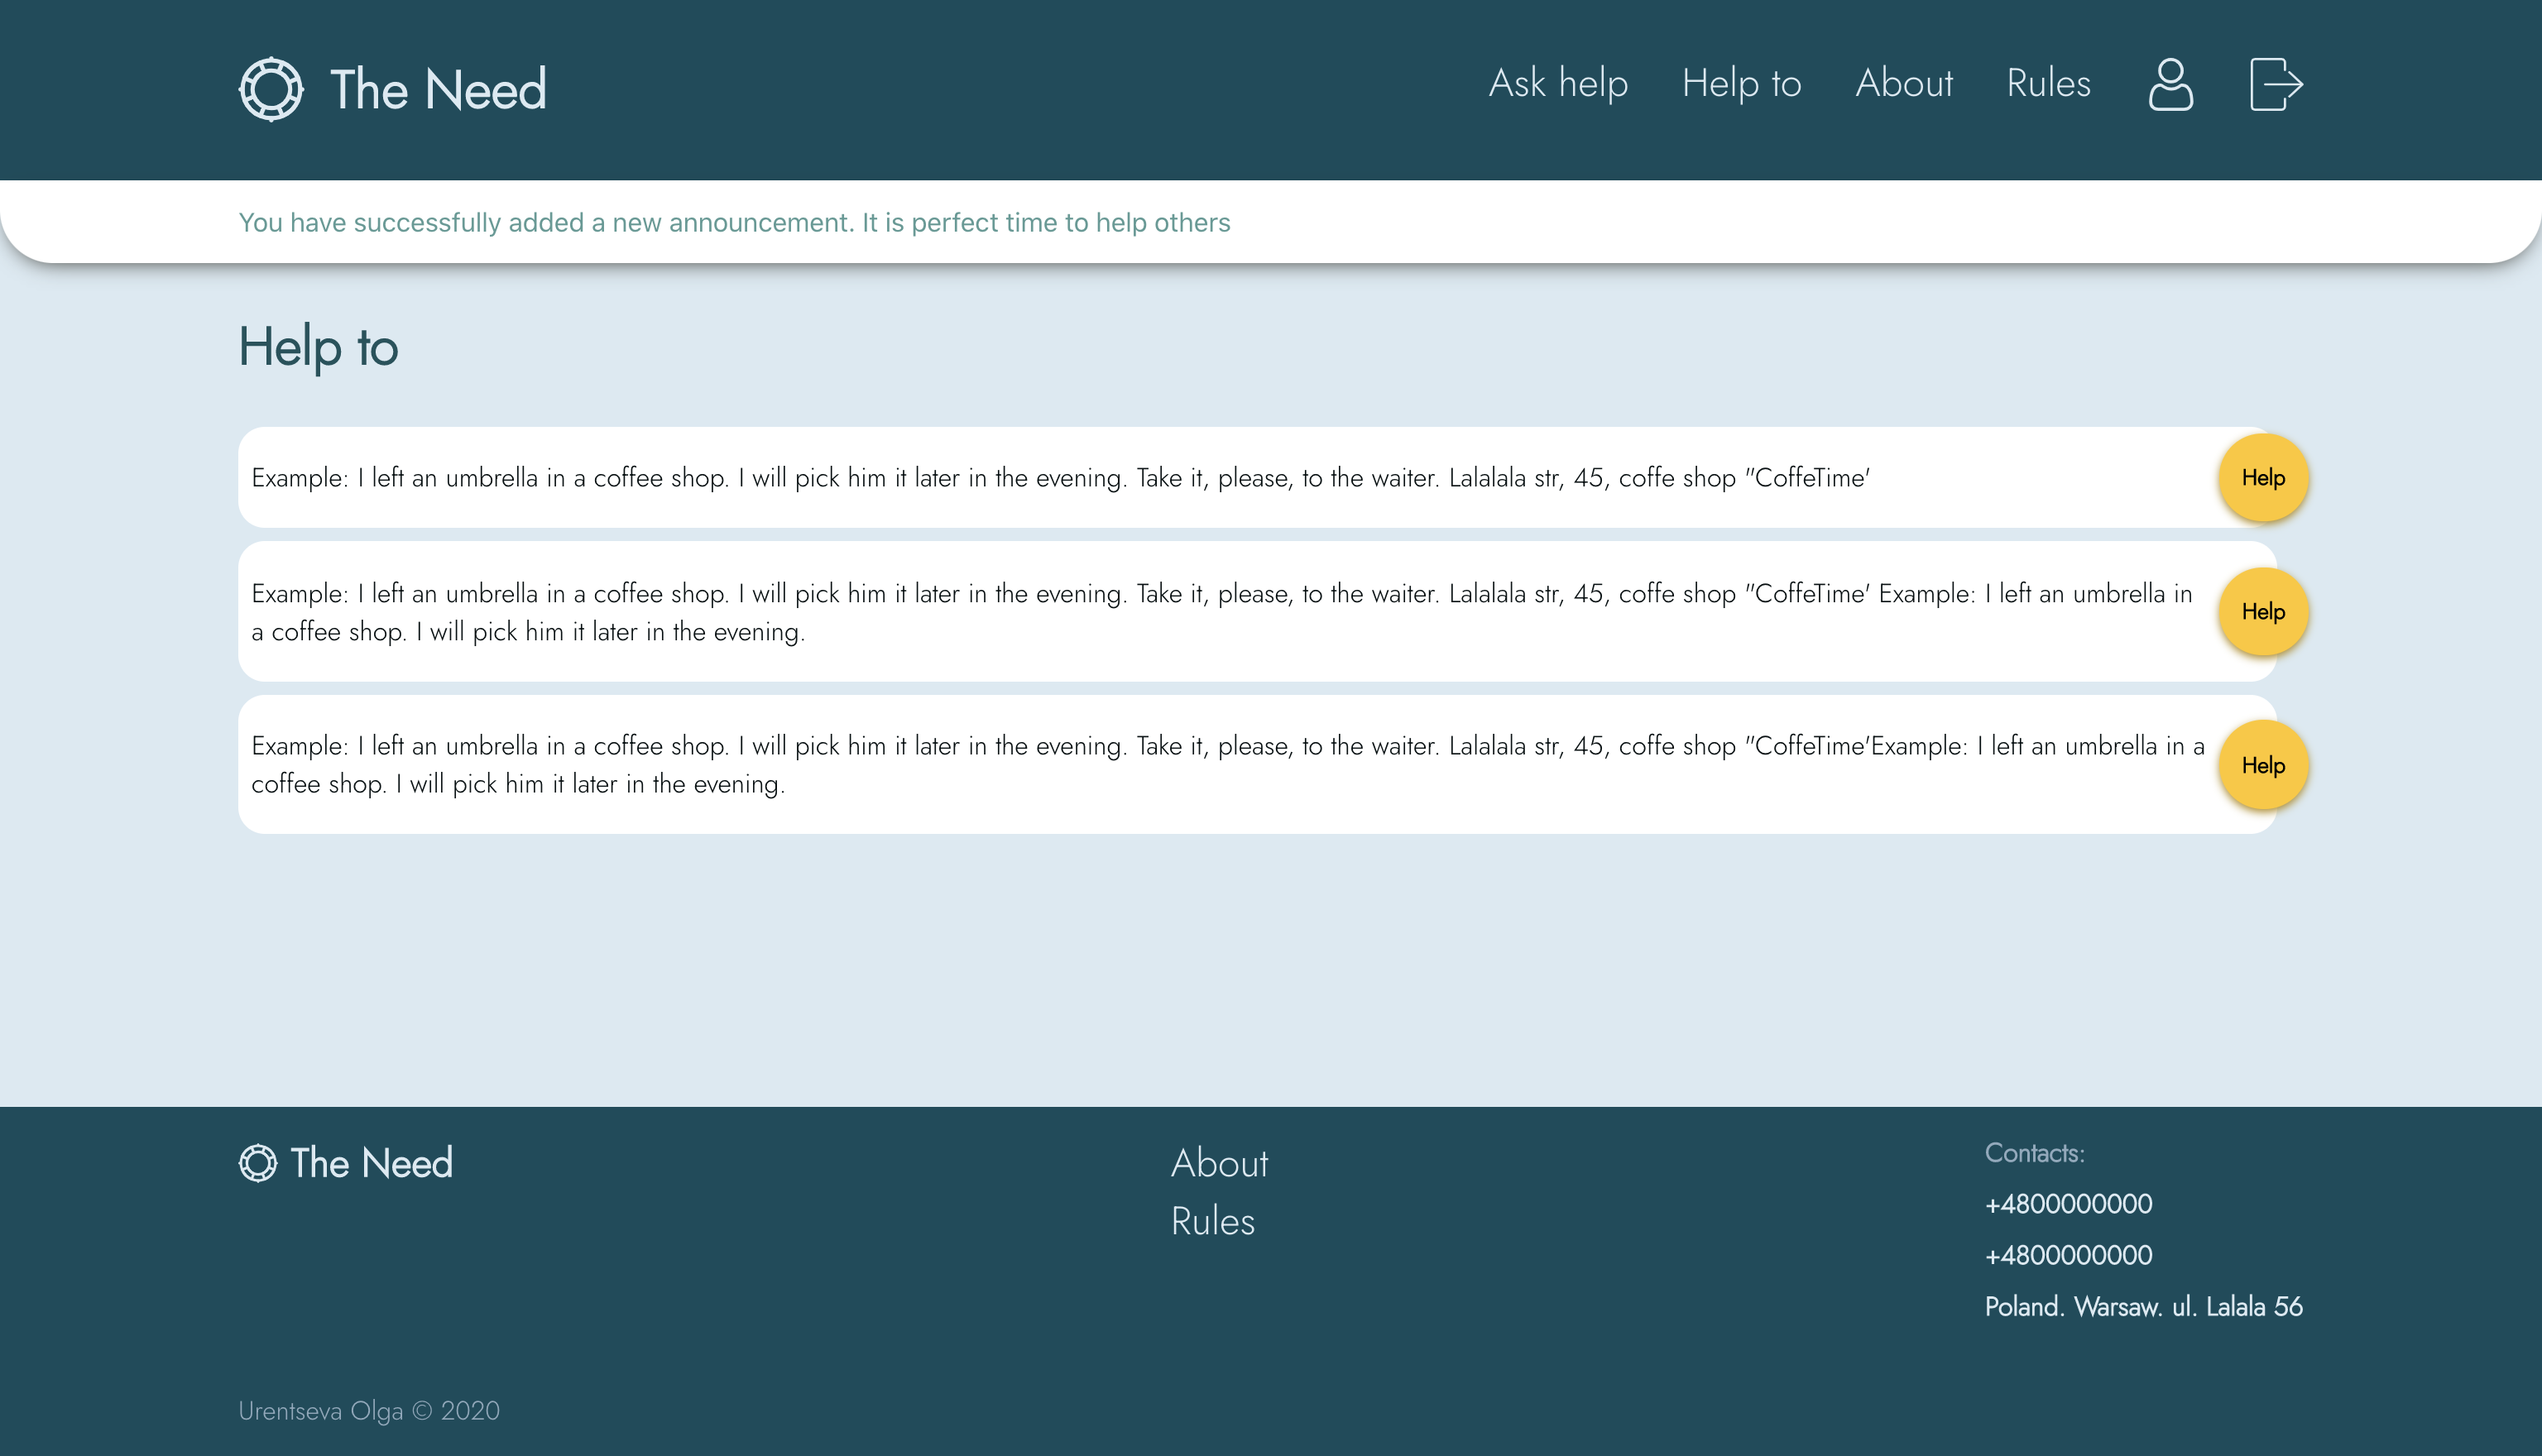 The Need
Ask help
Help to
About
Rules
You have successfully added a new announcement. It is perfect time to help others
Help to
Example: I left an umbrella in a coffee shop. I will pick him it later in the evening. Take it, please, to the waiter. Lalalala str, 45, coffe shop "CoffeTime'
Help
Example: I left an umbrella in a coffee shop. I will pick him it later in the evening. Take it, please, to the waiter. Lalalala str, 45, coffe shop "CoffeTime' Example: I left an umbrella in
a coffee shop. I will pick him it later in the evening.
Help
Example: I left an umbrella in a coffee shop. I will pick him it later in the evening. Take it, please, to the waiter. Lalalala str, 45, coffe shop "CoffeTime'Example: I left an umbrella in a
coffee shop. I will pick him it later in the evening.
Help
The Need
About
Rules
Contacts:
+4800000000
+4800000000
Poland. Warsaw. ul. Lalala 56
Urentseva Olga © 2020